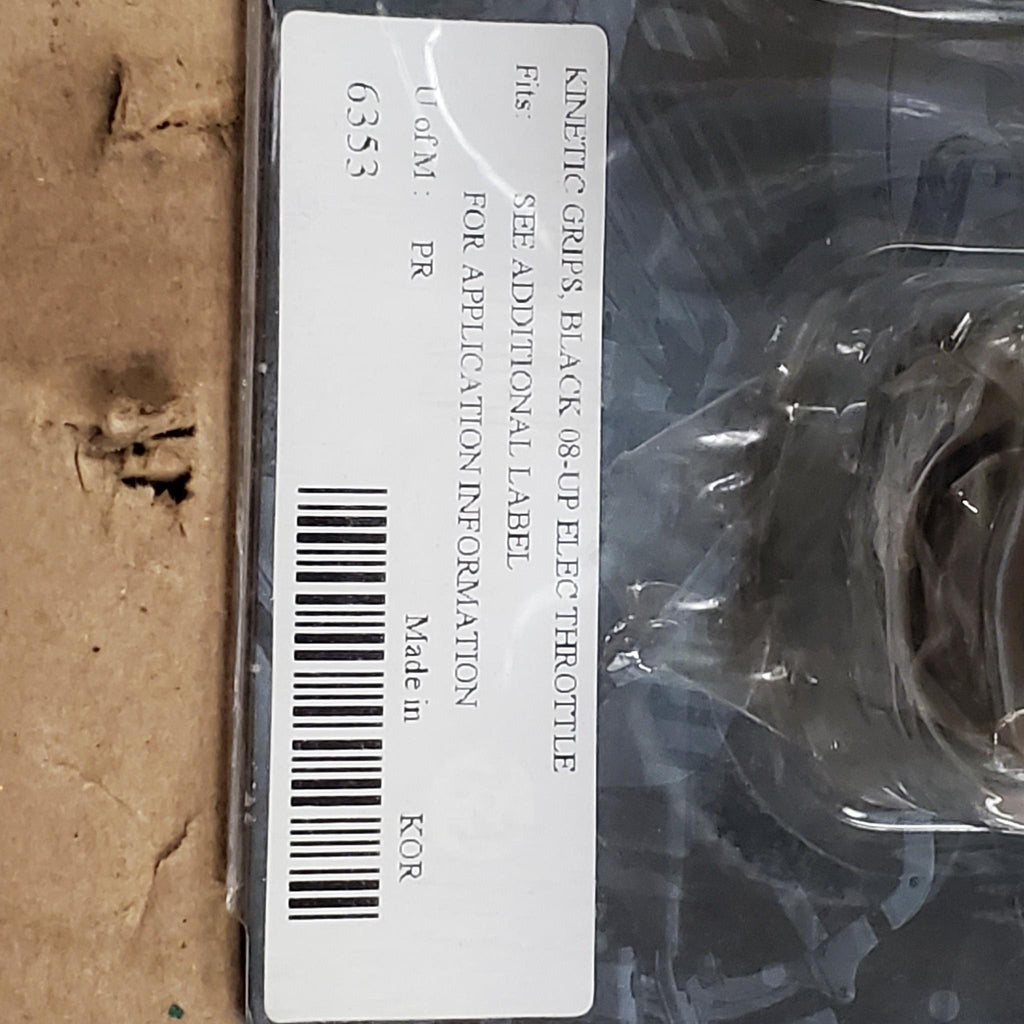 KINETIC GRIPS, BLACK 08-UP ELEC THROTTLE
Fits: SEE ADDITIONAL LABEL
FOR APPLICATION INFORMATION
U of M : PR Made in KOR
6353